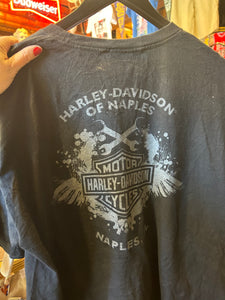 Budweiser
HARLEY-DAVIDSON
OF NAPLES
MOTOR
HARLEY-DAVIDSON
CYCLES
NAPLES,